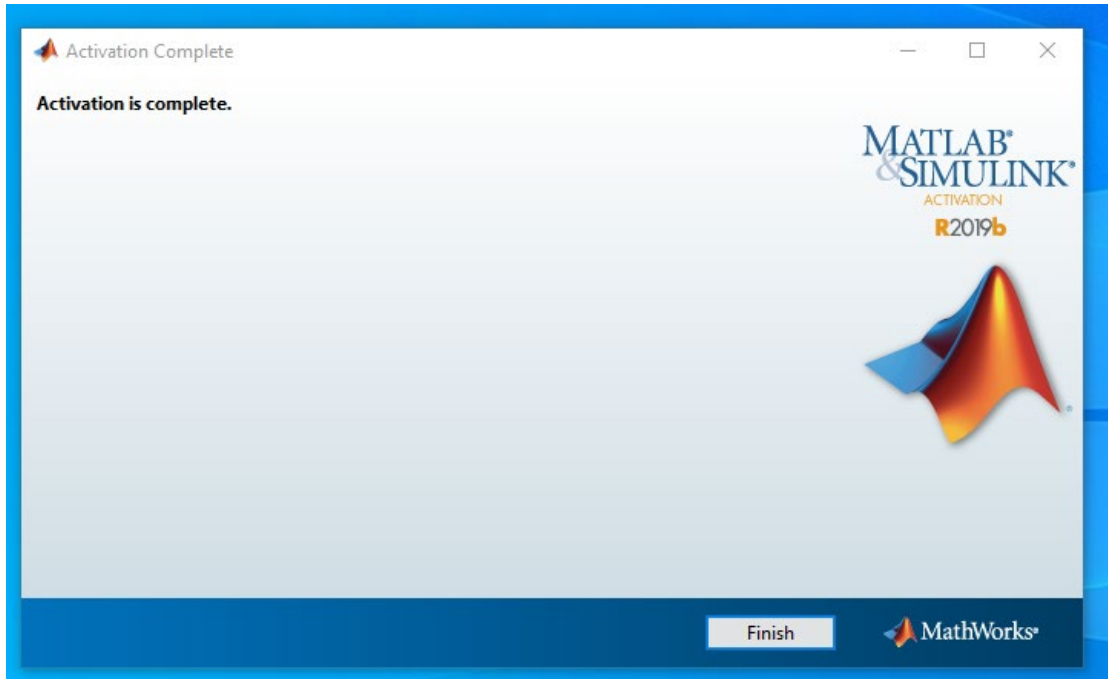 Activation Complete
Activation is complete.
MATLAB®
&SIMULINK®
ACTIVATION
R2019b
®
Finish
MathWorks®